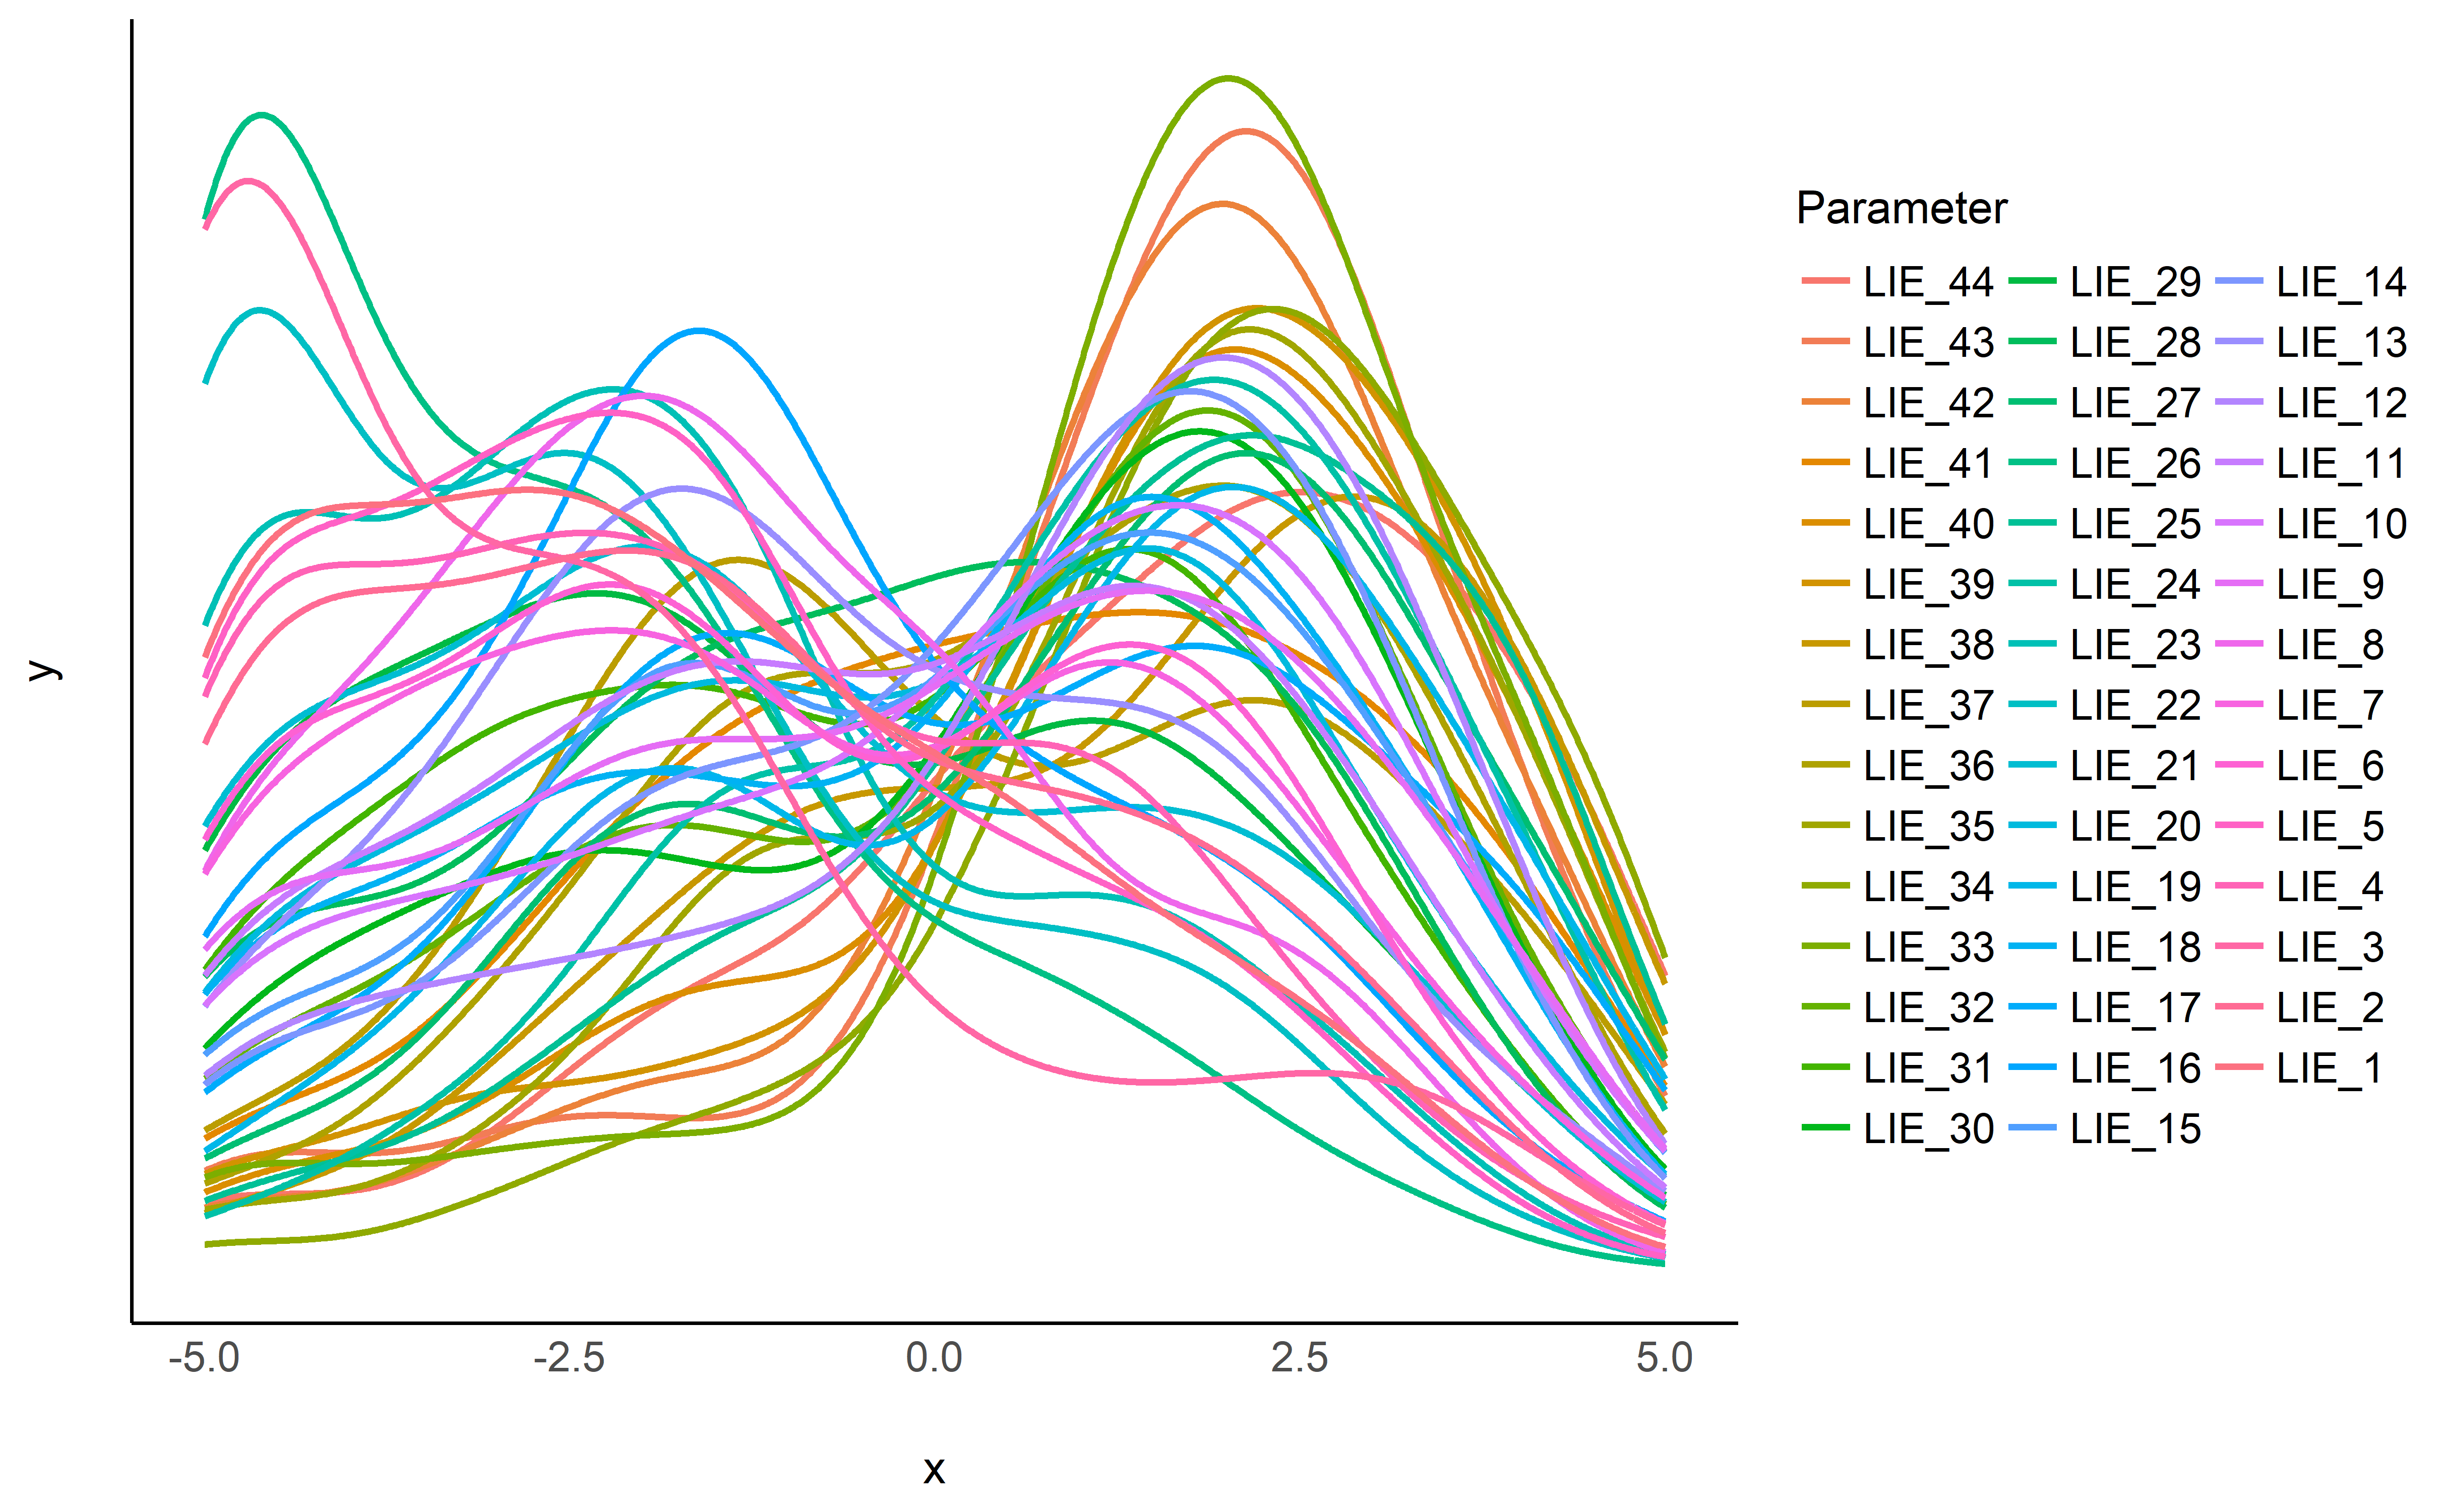 Parameter
LIE_44 LIE_29 LIE_14
LIE_43 LIE_28 LIE_13
LIE_42 LIE_27 LIE_12
LIE_41 LIE_26 LIE_11
LIE_40 LIE_25 LIE_10
LIE_39 LIE_24 LIE_9
LIE_38 LIE_23 LIE_8
LIE_37 LIE_22 LIE_7
LIE_36 LIE_21 LIE_6
LIE_35 LIE_20 LIE_5
LIE_34 LIE_19 LIE_4
LIE_33 LIE_18 LIE_3
LIE_32 LIE_17 LIE_2
LIE_31 LIE_16 LIE_1
LIE_30 LIE_15
y
-5.0 -2.5 0.0 2.5 5.0
x